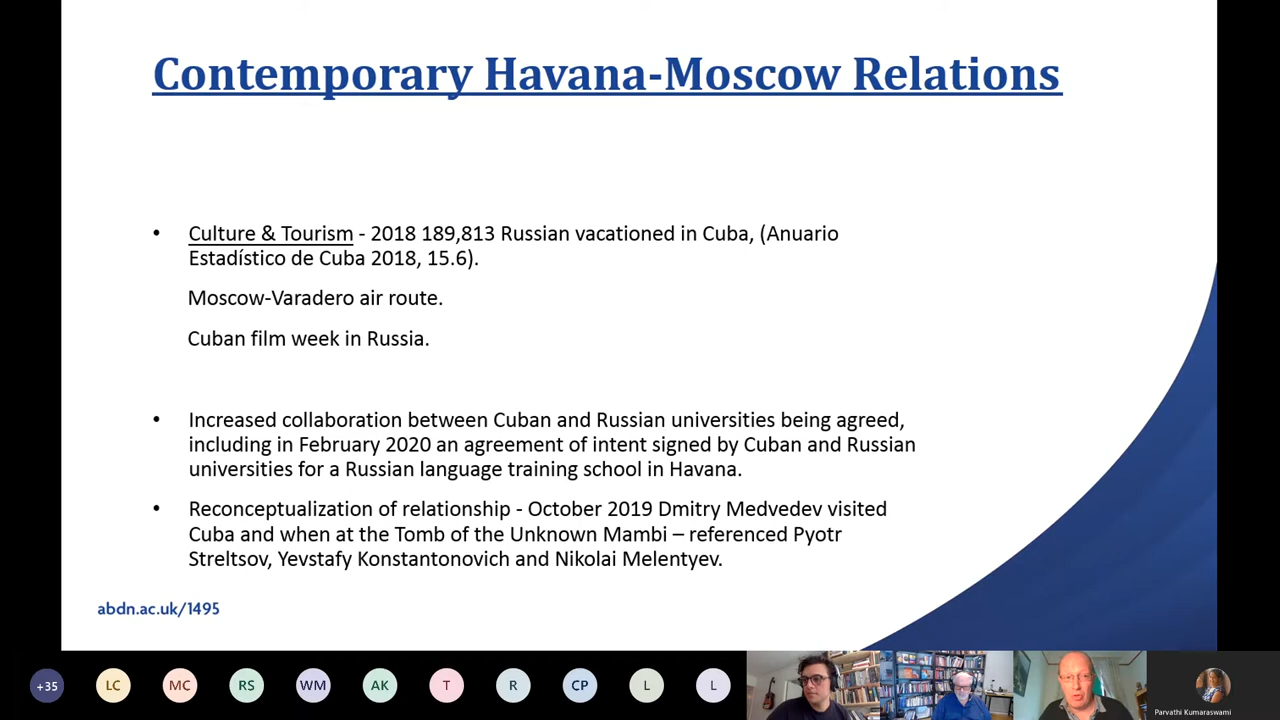 Contemporary Havana-Moscow Relations
• Culture & Tourism - 2018 189,813 Russian vacationed in Cuba, (Anuario
Estadístico de Cuba 2018, 15.6).
Moscow-Varadero air route.
Cuban film week in Russia.
• Increased collaboration between Cuban and Russian universities being agreed,
including in February 2020 an agreement of intent signed by Cuban and Russian
universities for a Russian language training school in Havana.
• Reconceptualization of relationship - October 2019 Dmitry Medvedev visited
Cuba and when at the Tomb of the Unknown Mambi – referenced Pyotr
Streltsov, Yevstafy Konstantonovich and Nikolai Melentyev.
abdn.ac.uk/1495
+35 LC MC RS WM AK T R CP L L
Parvathi Kumaraswami